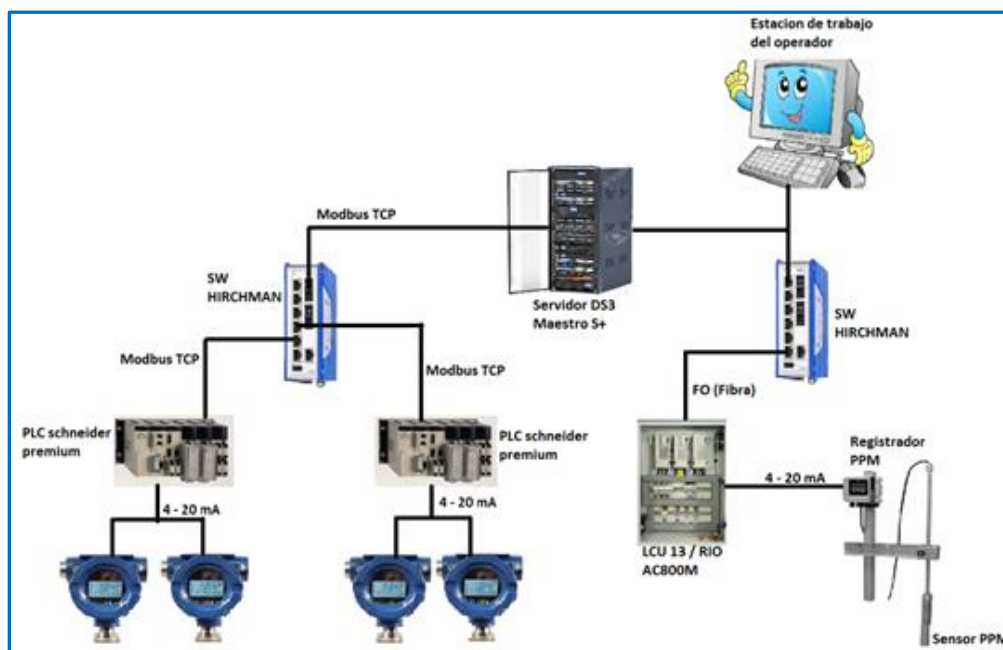 Estacion de trabajo
del operador
Modbus TCP
SW
HIRCHMAN
Servidor DS3
Maestro S+
SW
HIRCHMAN
Modbus TCP
Modbus TCP
FO (Fibra)
PLC schneider
premium
PLC schneider
premium
Registrador
PPM
4 - 20 mA
4 - 20 mA
4 - 20 mA
LCU 13 / RIO
AC800M
Sensor PPM